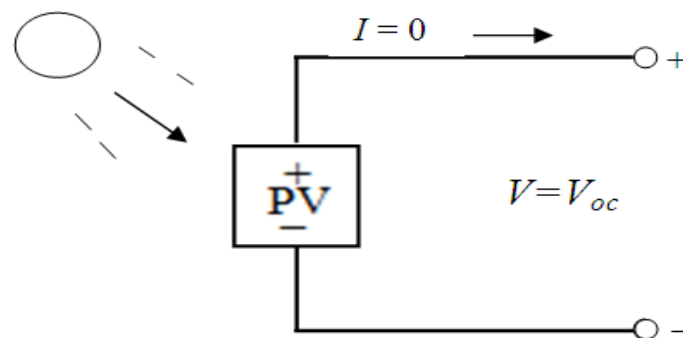 I = 0
+
+
PV
−
V = Voc
−